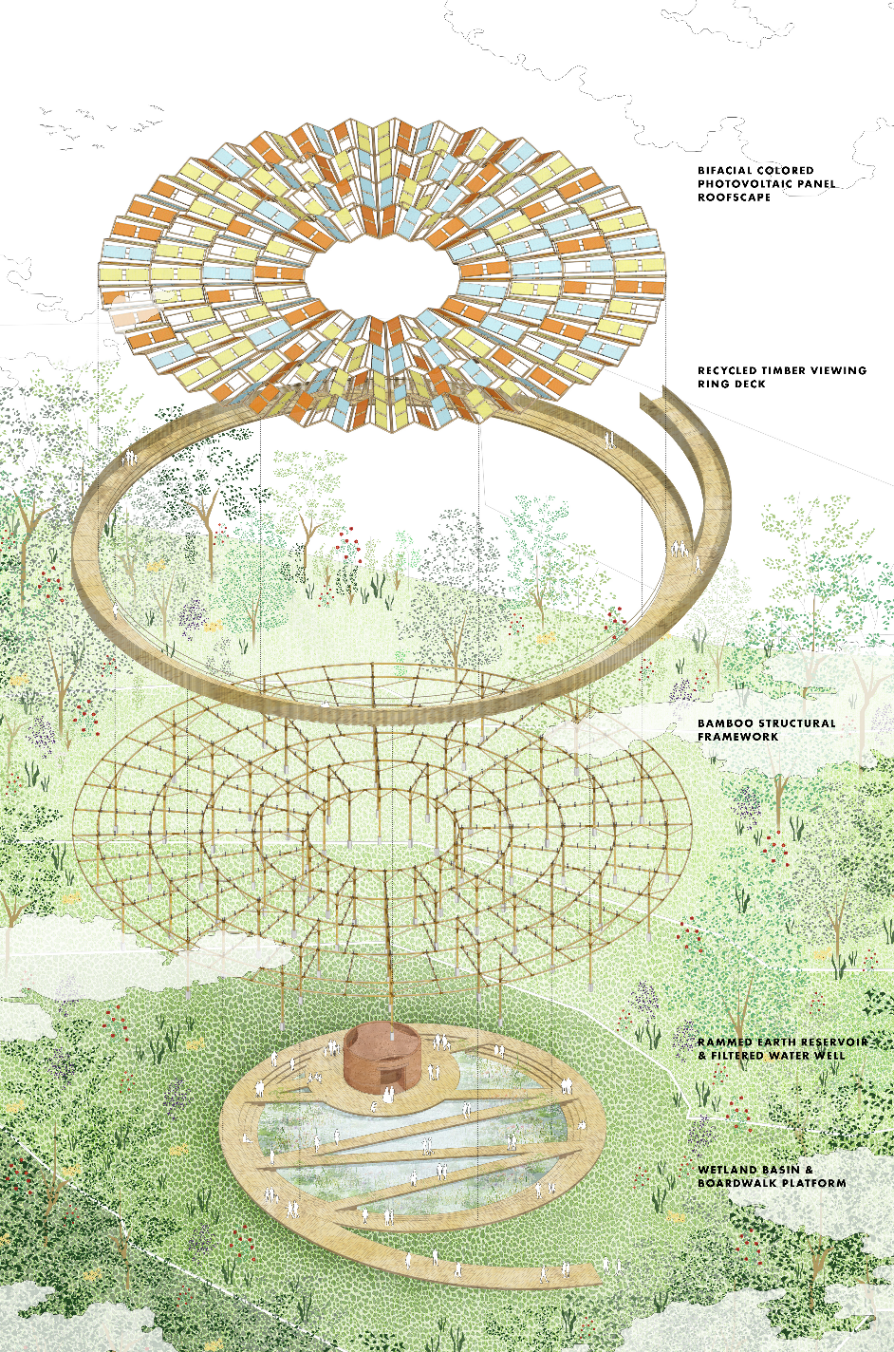 BIFACIAL COLORED
PHOTOVOLTAIC PANEL
ROOFSCAPE
RECYCLED TIMBER VIEWING
RING DECK
BAMBOO STRUCTURAL
FRAMEWORK
RAMMED EARTH RESERVOIR
& FILTERED WATER WELL
WETLAND BASIN &
BOARDWALK PLATFORM